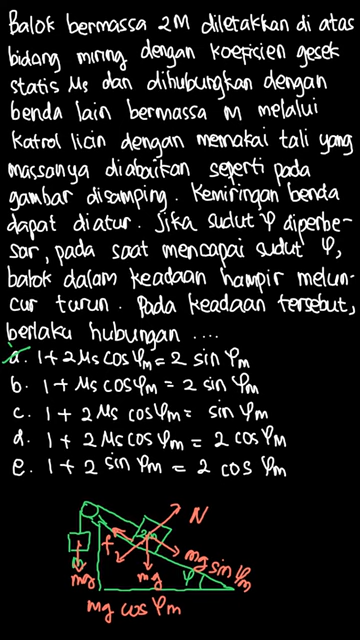 Balok bermassa 2M diletakkan di atas
bidang miring dengan koefisien gesek
statis μs dan dihubungkan dengan
benda lain bermassa M melalui
katrol licin dengan memakai tali yang
massanya diabaikan seperti pada
gambar disamping. Kemiringan benda
dapat diatur. Jika sudut φ diperbe-
sar, pada saat mencapai sudut φ,
balok dalam keadaan hampir melun-
cur turun. Pada keadaan tersebut,
berlaku hubungan ....
a. 1 + 2μs cos φm = 2 sin φm
b. 1 + μs cos φm = 2 sin φm
c. 1 + 2 μs cos φm = sin φm
d. 1 + 2 μs cos φm = 2 cos φm
e. 1 + 2 sin φm = 2 cos φm
N
2m
f
m
mg
mg
mg sin φm
φ
mg cos φm